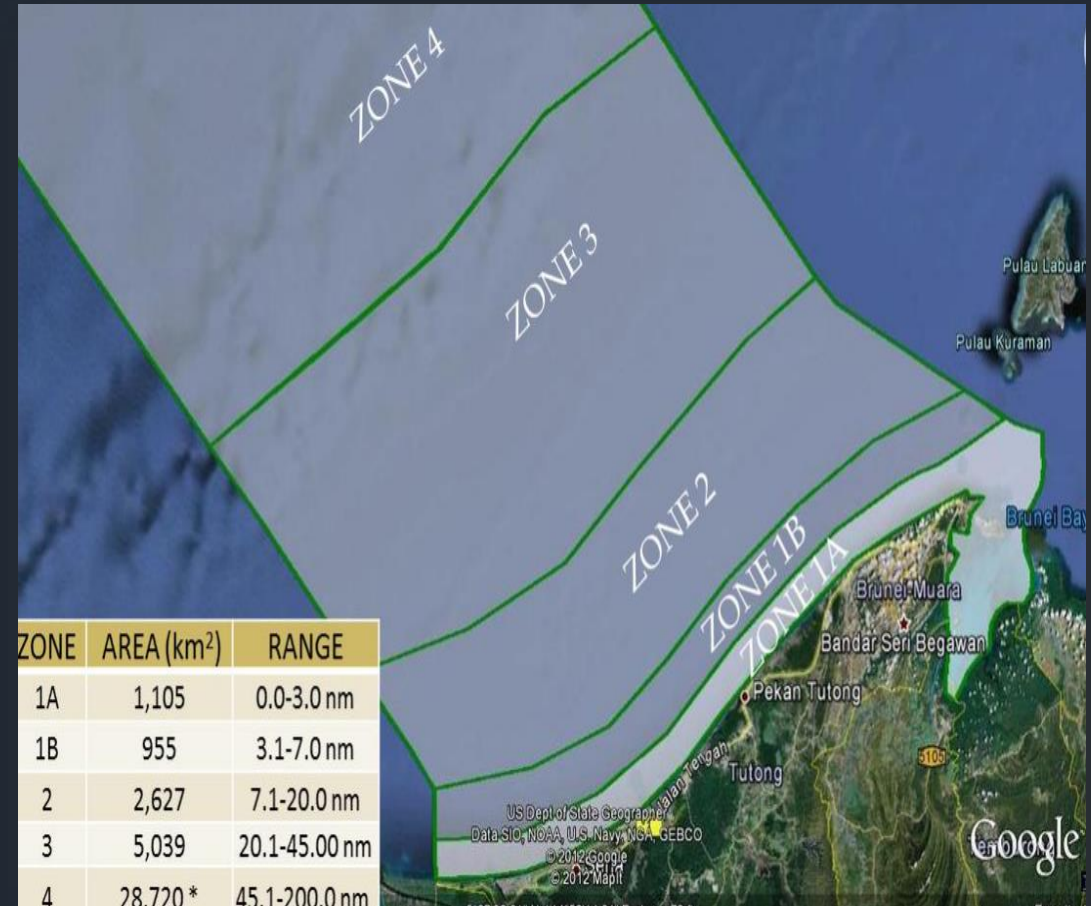 ZONE 4
ZONE 3
ZONE 2
ZONE 1B
ZONE 1A
Pulau Labuan
Pulau Kuraman
Brunei Bay
Brunei-Muara
Bandar Seri Begawan
Pekan Tutong
Jalan Tengah
Tutong
5105
Seria
US Dept of State Geographer
Data SIO, NOAA, U.S. Navy, NGA, GEBCO
© 2012 Google
© 2012 MapIt
Google
ZONE AREA (km²) RANGE
1A 1,105 0.0-3.0 nm
1B 955 3.1-7.0 nm
2 2,627 7.1-20.0 nm
3 5,039 20.1-45.00 nm
4 28,720 * 45.1-200.0 nm